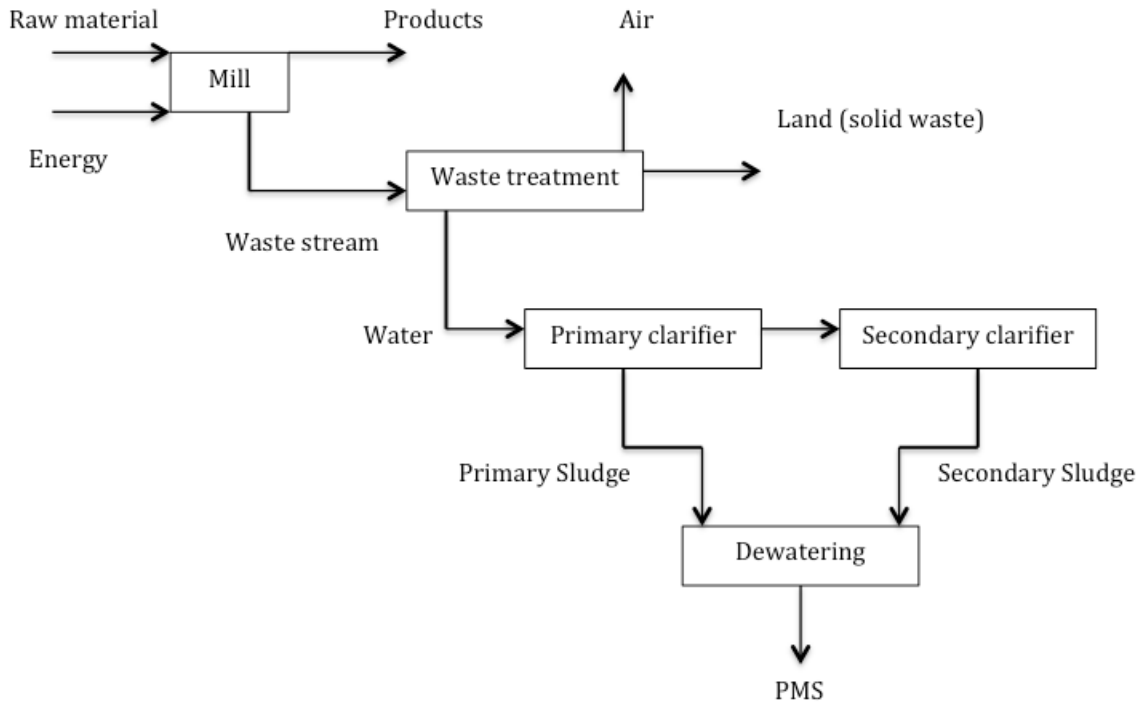 Raw material
Products
Air
Mill
Land (solid waste)
Energy
Waste treatment
Waste stream
Water
Primary clarifier
Secondary clarifier
Primary Sludge
Secondary Sludge
Dewatering
PMS